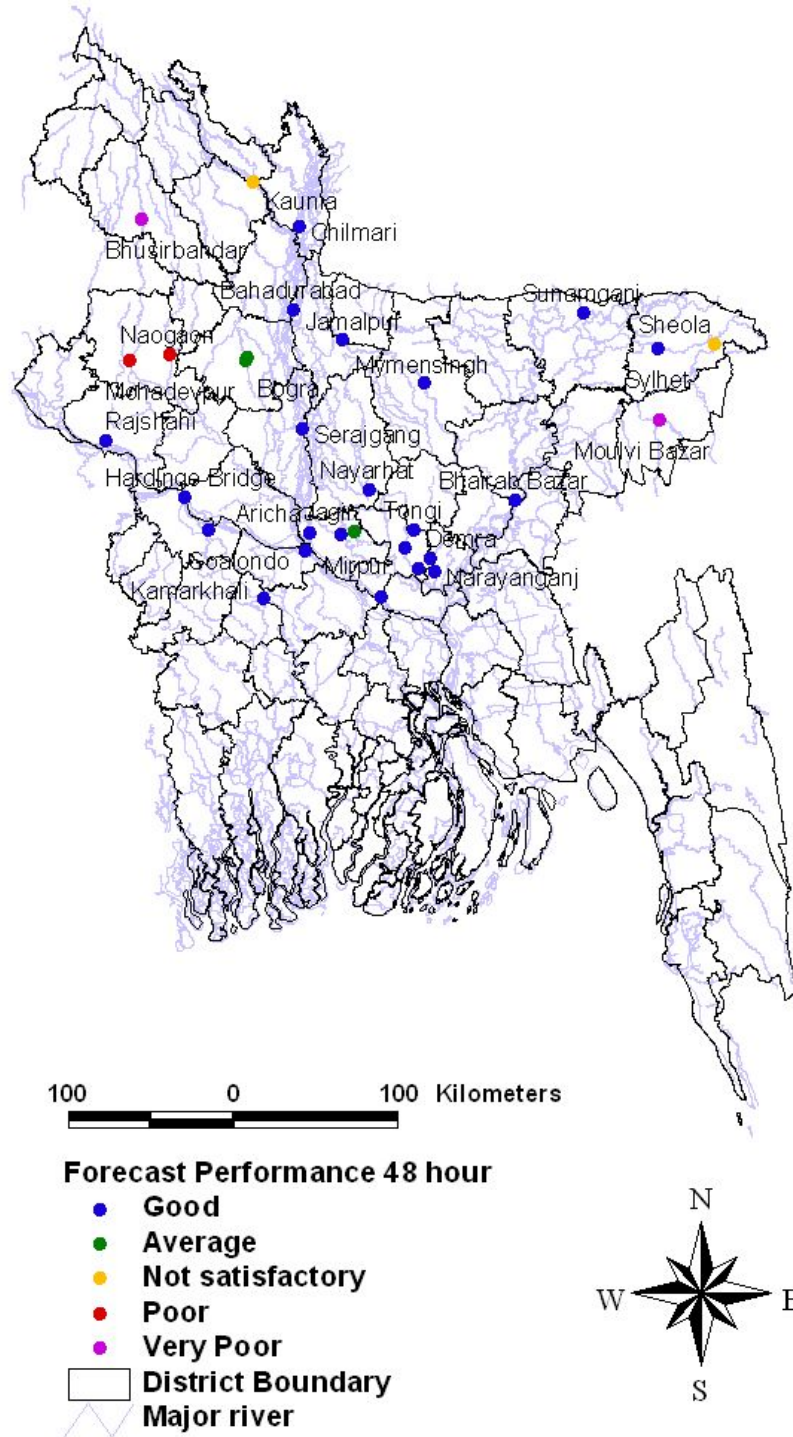 Kaunia
Chilmari
Bhusirbandar
Bahadurabad
Sunamganj
Jamalpur
Naogaon
Sheola
Mymensingh
Mohadevpur
Bogra
Sylhet
Rajshahi
Serajgang
Moulvi Bazar
Hardinge-Bridge
Nayarhat
Bhairab Bazar
Aricha
Jagir
Tongi
Demra
Goalondo
Mirpur
Narayanganj
Kamarkhali
100 0 100 Kilometers
Forecast Performance 48 hour
Good
Average
Not satisfactory
Poor
Very Poor
District Boundary
Major river
N
W E
S